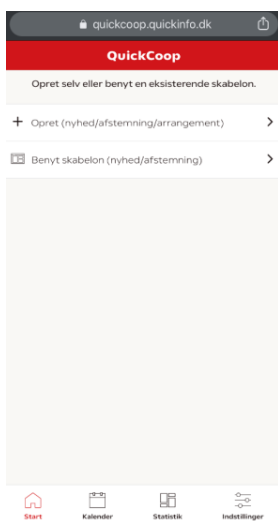 quickcoop.quickinfo.dk
QuickCoop
Opret selv eller benyt en eksisterende skabelon.
Opret (nyhed/afstemning/arrangement)
Benyt skabelon (nyhed/afstemning)
Start Kalender Statistik Indstillinger